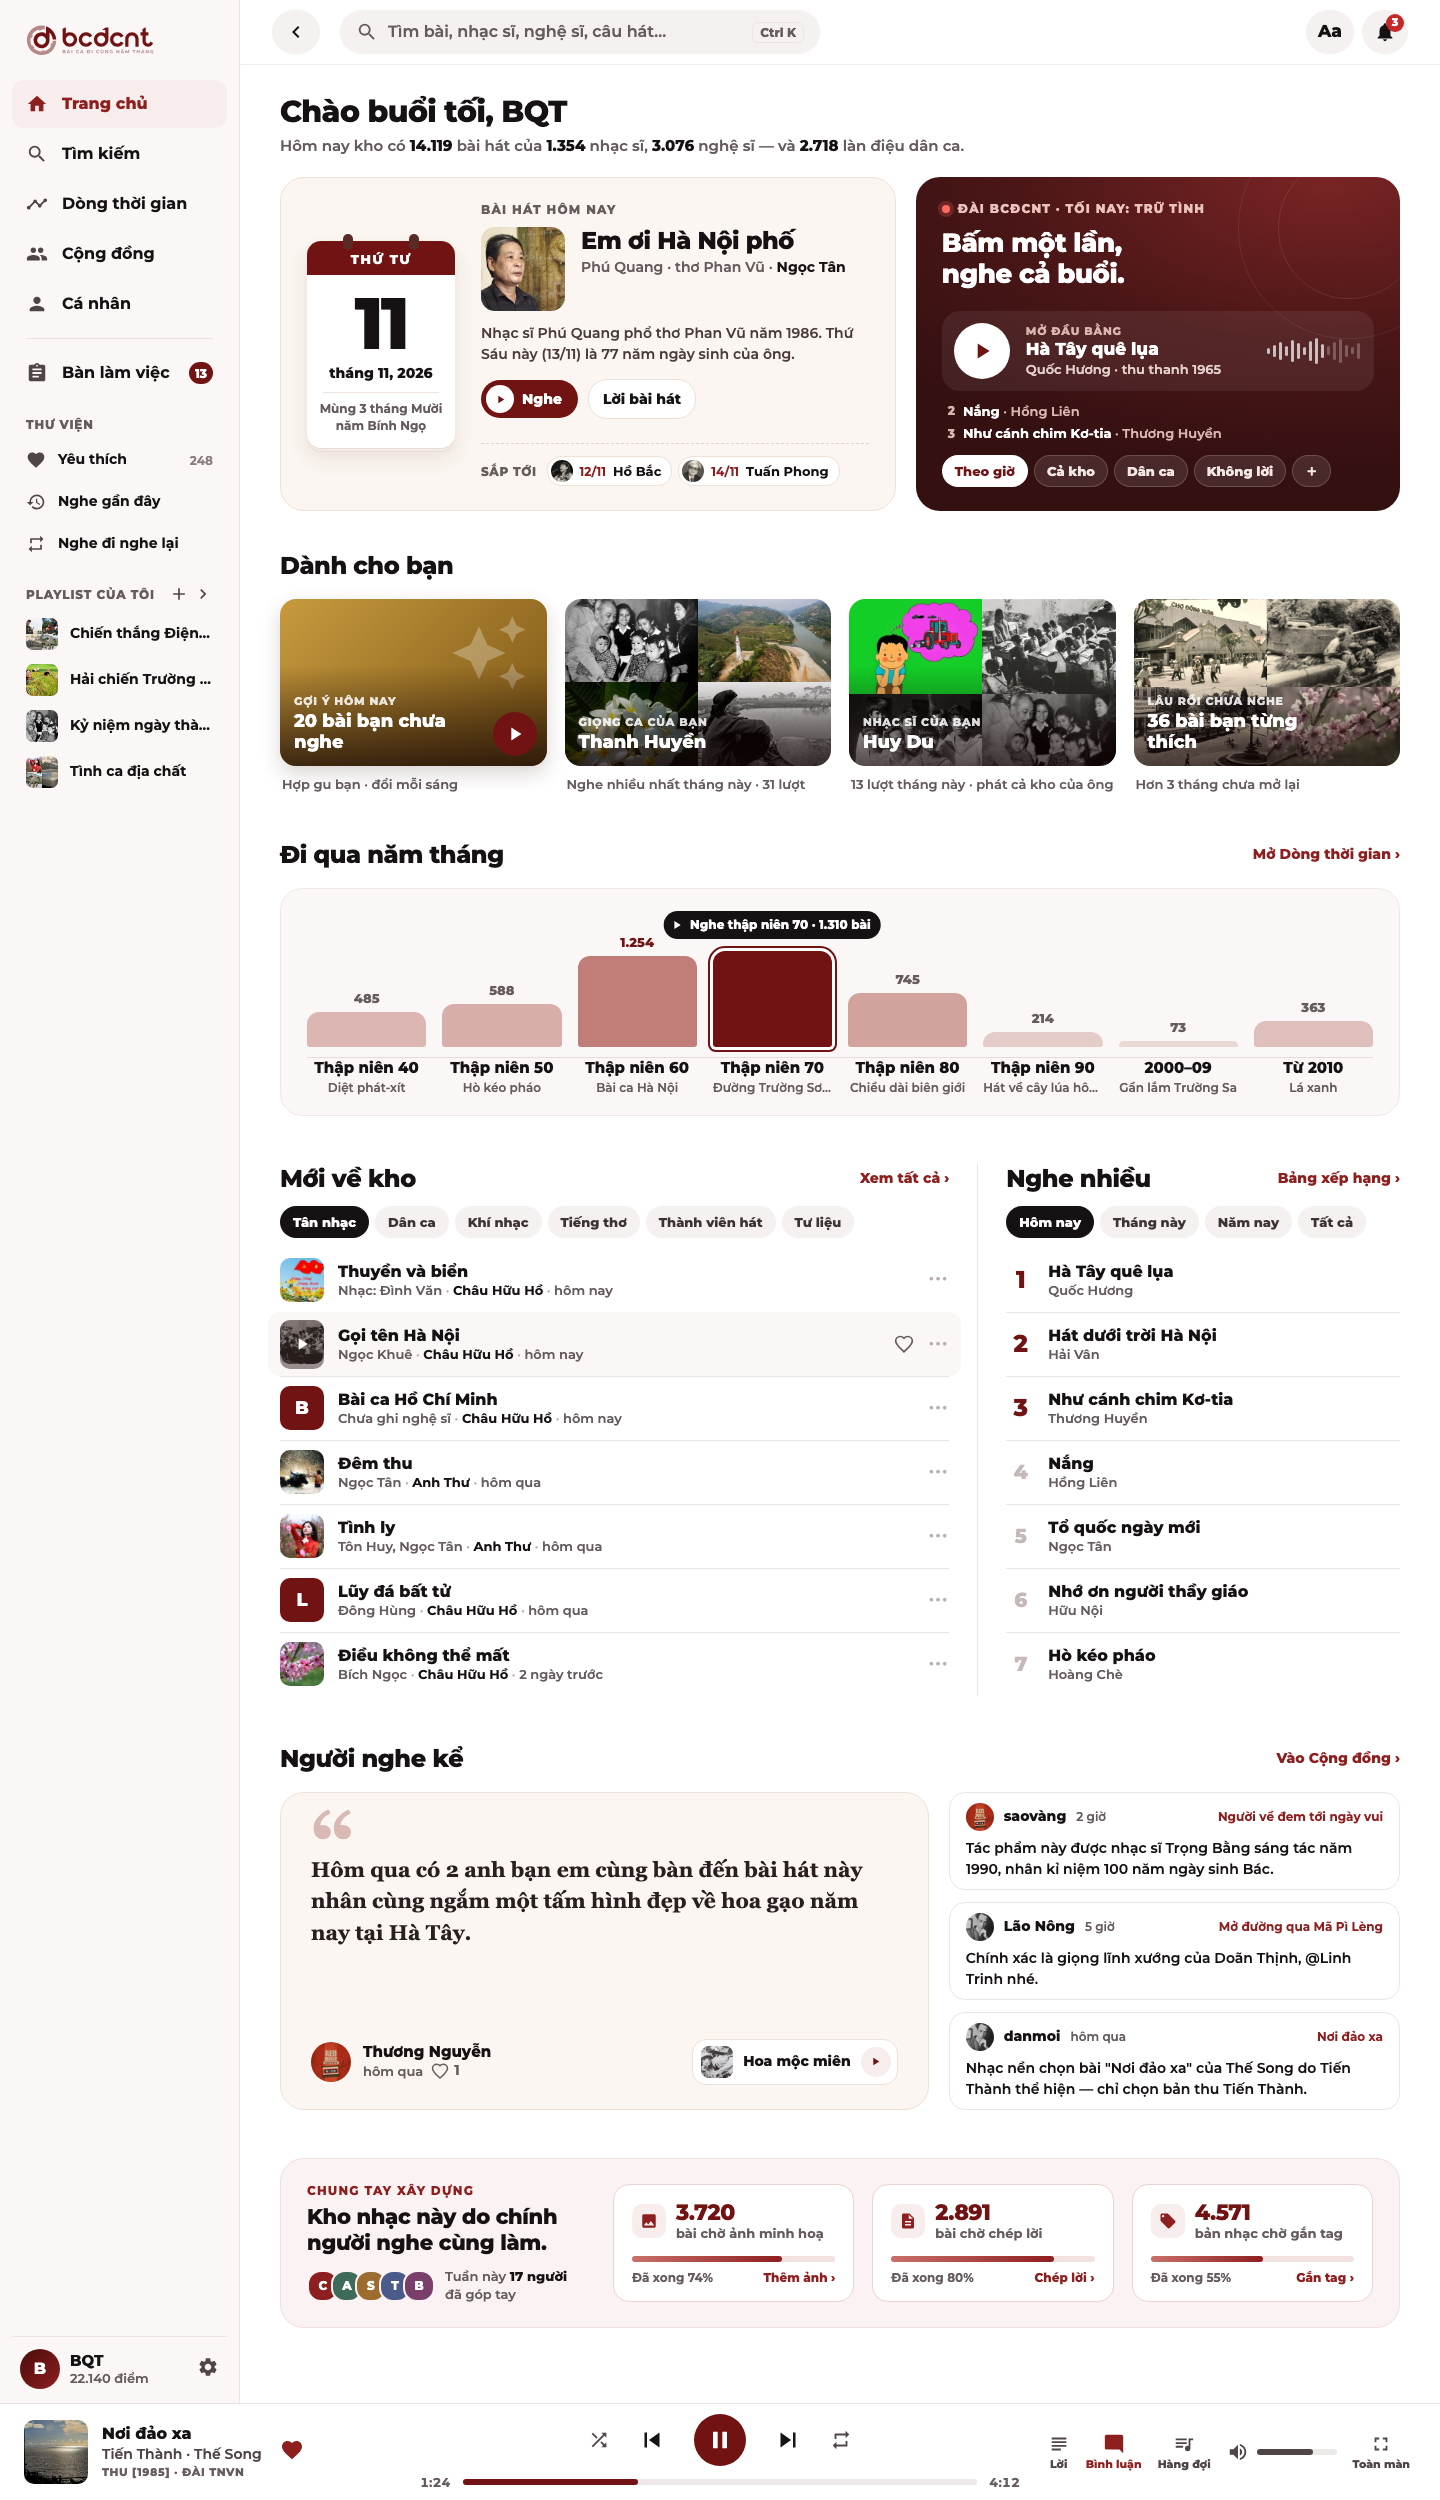 bcdcnt
BÀI CA ĐI CÙNG NĂM THÁNG
Trang chủ
Tìm kiếm
Dòng thời gian
Cộng đồng
Cá nhân
Bàn làm việc 13
THƯ VIỆN
Yêu thích 248
Nghe gần đây
Nghe đi nghe lại
PLAYLIST CỦA TÔI
Chiến thắng Điện...
Hải chiến Trường ...
Kỷ niệm ngày thà...
Tình ca địa chất
BQT
22.140 điểm
Tìm bài, nhạc sĩ, nghệ sĩ, câu hát... Ctrl K
Aa
3
Chào buổi tối, BQT
Hôm nay kho có 14.119 bài hát của 1.354 nhạc sĩ, 3.076 nghệ sĩ — và 2.718 làn điệu dân ca.
THỨ TƯ
11
tháng 11, 2026
Mùng 3 tháng Mười
năm Bính Ngọ
BÀI HÁT HÔM NAY
Em ơi Hà Nội phố
Phú Quang · thơ Phan Vũ · Ngọc Tân
Nhạc sĩ Phú Quang phổ thơ Phan Vũ năm 1986. Thứ
Sáu này (13/11) là 77 năm ngày sinh của ông.
Nghe
Lời bài hát
SẮP TỚI 12/11 Hồ Bắc 14/11 Tuấn Phong
ĐÀI BCĐCNT · TỐI NAY: TRỮ TÌNH
Bấm một lần,
nghe cả buổi.
MỞ ĐẦU BẰNG
Hà Tây quê lụa
Quốc Hương · thu thanh 1965
2 Nắng · Hồng Liên
3 Như cánh chim Kơ-tia · Thương Huyền
Theo giờ Cả kho Dân ca Không lời +
Dành cho bạn
GỢI Ý HÔM NAY
20 bài bạn chưa
nghe
Hợp gu bạn · đổi mỗi sáng
GIỌNG CA CỦA BẠN
Thanh Huyền
Nghe nhiều nhất tháng này · 31 lượt
NHẠC SĨ CỦA BẠN
Huy Du
13 lượt tháng này · phát cả kho của ông
CHỢ ĐỒNG XUÂN
LÂU RỒI CHƯA NGHE
36 bài bạn từng
thích
Hơn 3 tháng chưa mở lại
Đi qua năm tháng
Mở Dòng thời gian ›
Nghe thập niên 70 · 1.310 bài
485
588
1.254
745
214
73
363
Thập niên 40
Diệt phát-xít
Thập niên 50
Hò kéo pháo
Thập niên 60
Bài ca Hà Nội
Thập niên 70
Đường Trường Sơ...
Thập niên 80
Chiều dài biên giới
Thập niên 90
Hát về cây lúa hô...
2000–09
Gần lắm Trường Sa
Từ 2010
Lá xanh
Mới về kho
Xem tất cả ›
Tân nhạc Dân ca Khí nhạc Tiếng thơ Thành viên hát Tư liệu
Thuyền và biển
Nhạc: Đình Văn · Châu Hữu Hồ · hôm nay
Gọi tên Hà Nội
Ngọc Khuê · Châu Hữu Hồ · hôm nay
B
Bài ca Hồ Chí Minh
Chưa ghi nghệ sĩ · Châu Hữu Hồ · hôm nay
Đêm thu
Ngọc Tân · Anh Thư · hôm qua
Tình ly
Tôn Huy, Ngọc Tân · Anh Thư · hôm qua
L
Lũy đá bất tử
Đông Hùng · Châu Hữu Hồ · hôm qua
Điều không thể mất
Bích Ngọc · Châu Hữu Hồ · 2 ngày trước
Nghe nhiều
Bảng xếp hạng ›
Hôm nay Tháng này Năm nay Tất cả
1 Hà Tây quê lụa
Quốc Hương
2 Hát dưới trời Hà Nội
Hải Vân
3 Như cánh chim Kơ-tia
Thương Huyền
4 Nắng
Hồng Liên
5 Tổ quốc ngày mới
Ngọc Tân
6 Nhớ ơn người thầy giáo
Hữu Nội
7 Hò kéo pháo
Hoàng Chè
Người nghe kể
Vào Cộng đồng ›
“
Hôm qua có 2 anh bạn em cùng bàn đến bài hát này
nhân cùng ngắm một tấm hình đẹp về hoa gạo năm
nay tại Hà Tây.
Thương Nguyễn
hôm qua 1
Hoa mộc miên
saovàng 2 giờ Người về đem tới ngày vui
Tác phẩm này được nhạc sĩ Trọng Bằng sáng tác năm
1990, nhân kỉ niệm 100 năm ngày sinh Bác.
Lão Nông 5 giờ Mở đường qua Mã Pì Lèng
Chính xác là giọng lĩnh xướng của Doãn Thịnh, @Linh
Trinh nhé.
danmoi hôm qua Nơi đảo xa
Nhạc nền chọn bài "Nơi đảo xa" của Thế Song do Tiến
Thành thể hiện — chỉ chọn bản thu Tiến Thành.
CHUNG TAY XÂY DỰNG
Kho nhạc này do chính
người nghe cùng làm.
C A S T B
Tuần này 17 người
đã góp tay
3.720
bài chờ ảnh minh hoạ
Đã xong 74% Thêm ảnh ›
2.891
bài chờ chép lời
Đã xong 80% Chép lời ›
4.571
bản nhạc chờ gắn tag
Đã xong 55% Gắn tag ›
B
Nơi đảo xa
Tiến Thành · Thế Song
THU [1985] · ĐÀI TNVN
1:24
4:12
Lời
Bình luận
Hàng đợi
Toàn màn